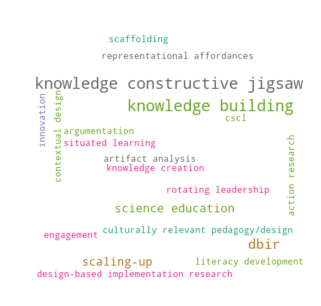 scaffolding
representational affordances
knowledge constructive jigsaw
innovation
contextual design
knowledge building
cscl
argumentation
situated learning
action research
artifact analysis
knowledge creation
rotating leadership
science education
culturally relevant pedagogy/design
engagement
dbir
scaling-up
literacy development
design-based implementation research